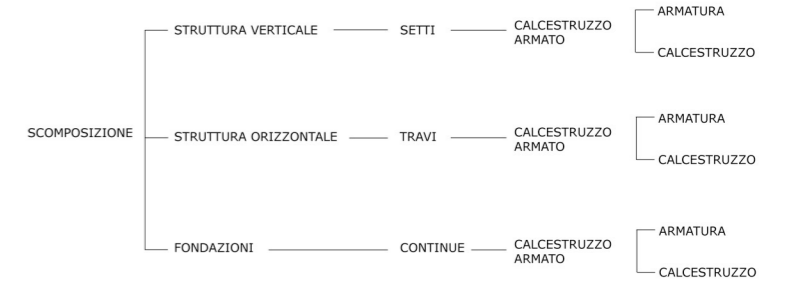 STRUTTURA VERTICALE SETTI CALCESTRUZZO
ARMATO
ARMATURA
CALCESTRUZZO
SCOMPOSIZIONE
STRUTTURA ORIZZONTALE TRAVI CALCESTRUZZO
ARMATO
ARMATURA
CALCESTRUZZO
FONDAZIONI CONTINUE CALCESTRUZZO
ARMATO
ARMATURA
CALCESTRUZZO